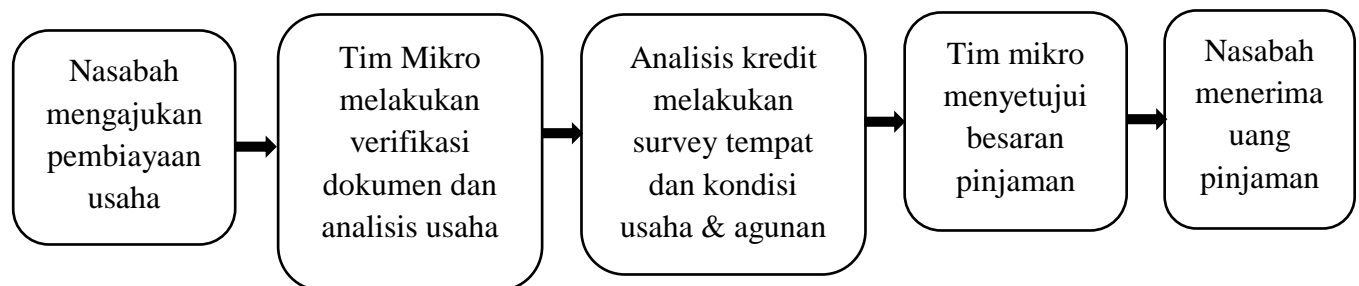 Nasabah
mengajukan
pembiayaan
usaha
Tim Mikro
melakukan
verifikasi
dokumen dan
analisis usaha
Analisis kredit
melakukan
survey tempat
dan kondisi
usaha & agunan
Tim mikro
menyetujui
besaran
pinjaman
Nasabah
menerima
uang
pinjaman